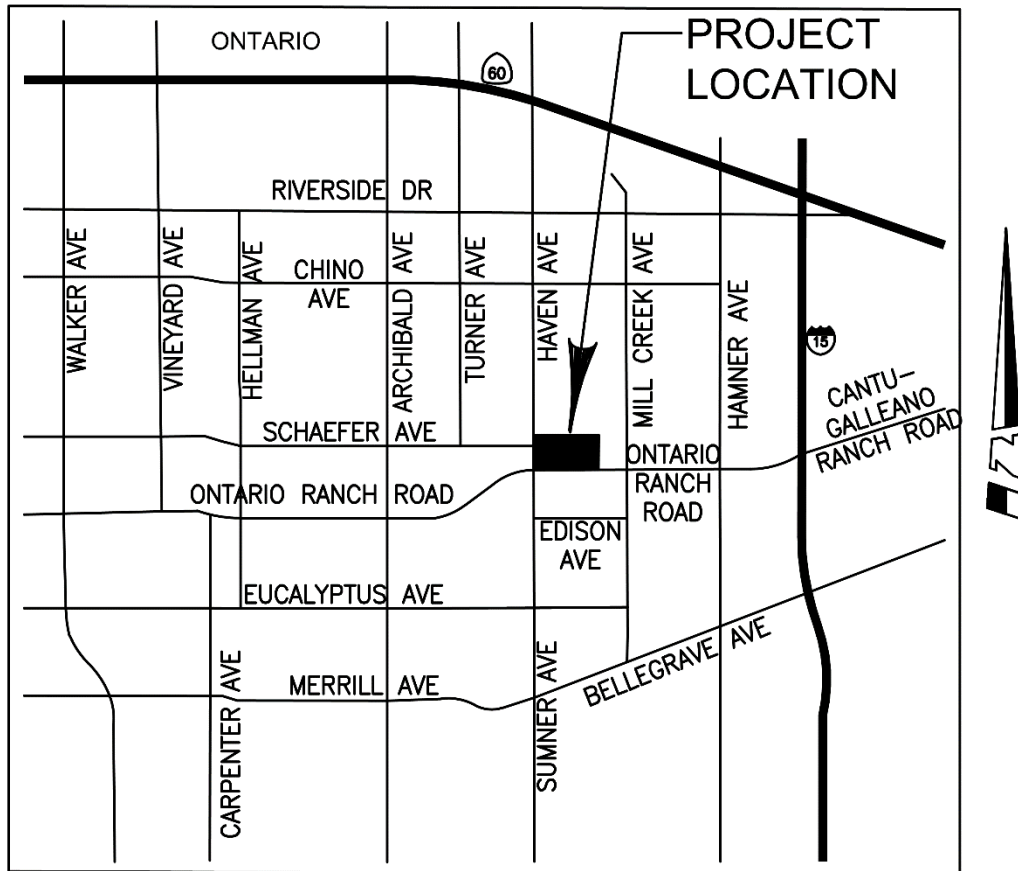 ONTARIO
PROJECT
LOCATION
60
RIVERSIDE DR
WALKER AVE
VINEYARD AVE
HELLMAN AVE
CHINO
AVE
ARCHIBALD AVE
TURNER AVE
HAVEN AVE
MILL CREEK AVE
HAMNER AVE
15
CANTU-
GALLEANO
RANCH ROAD
SCHAEFER AVE
ONTARIO
RANCH
ROAD
ONTARIO RANCH ROAD
EDISON
AVE
EUCALYPTUS AVE
CARPENTER AVE
MERRILL AVE
SUMNER AVE
BELLEGRAVE AVE
N